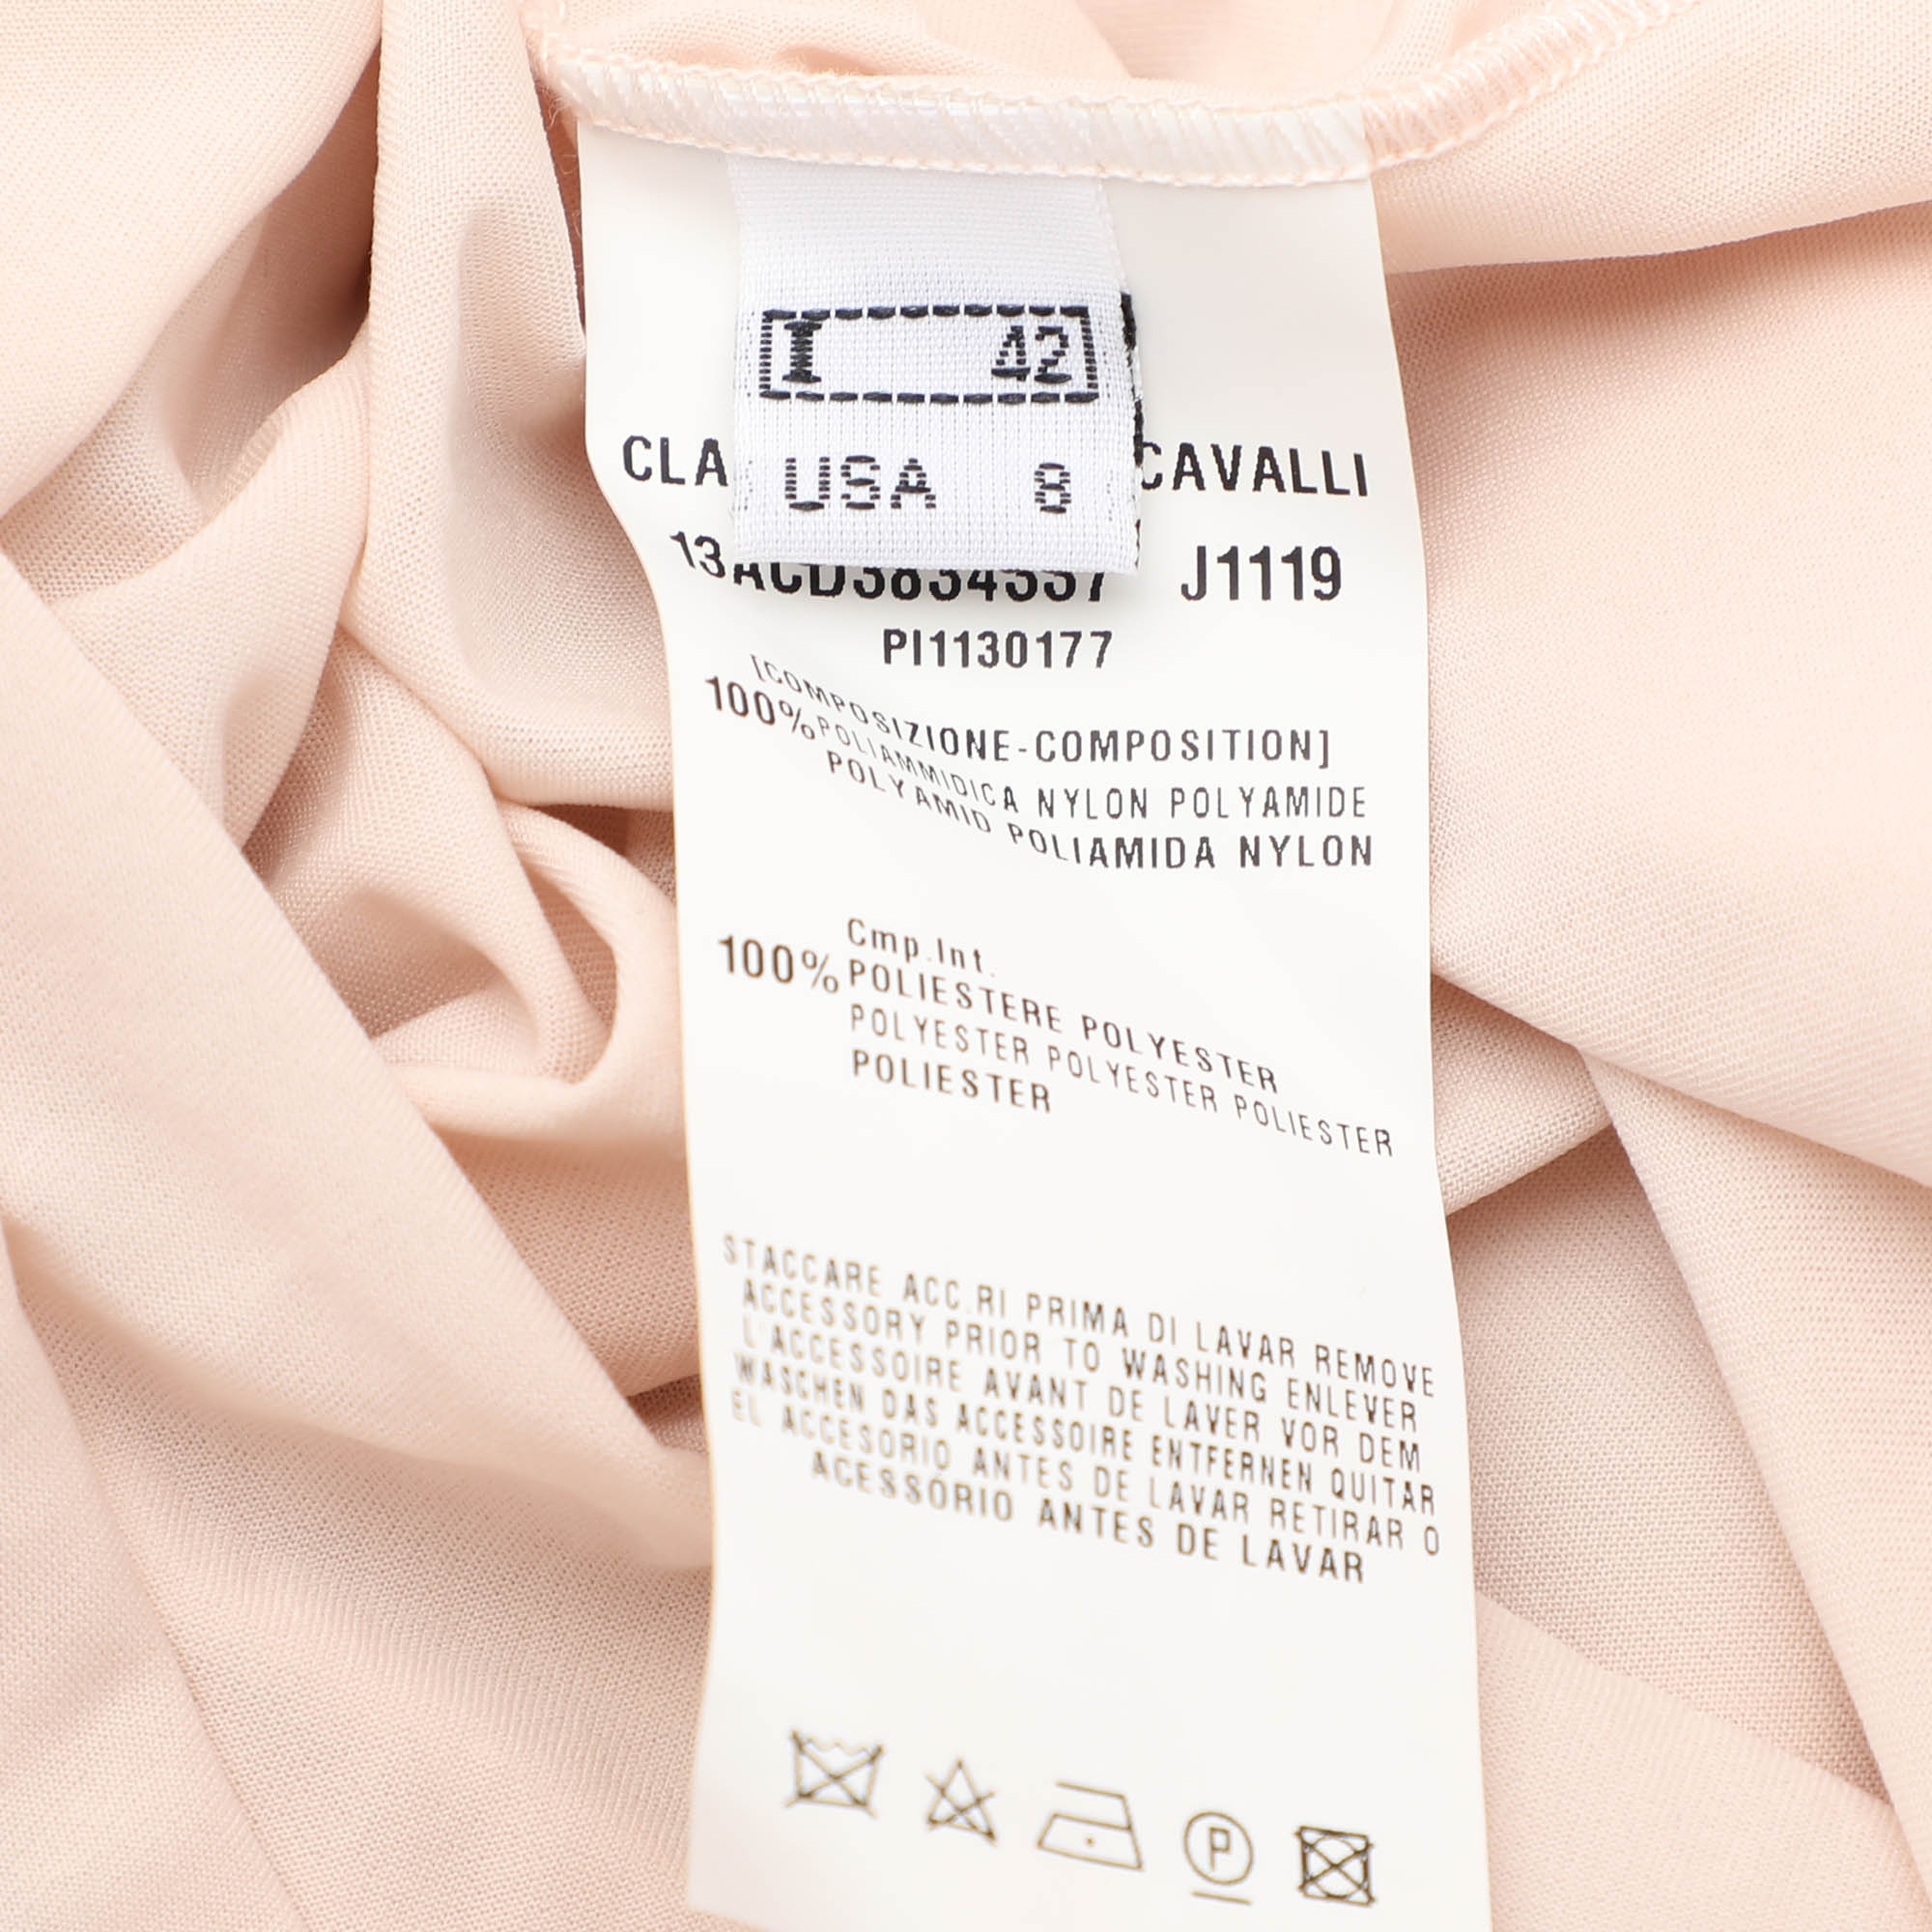 I 42
USA 8
CLA CAVALLI
13ACD3834337 J1119
PI1130177
[COMPOSIZIONE-COMPOSITION]
100% POLIAMMIDICA NYLON POLYAMIDE
POLYAMID POLIAMIDA NYLON
Cmp.Int.
100% POLIESTERE POLYESTER
POLYESTER POLYESTER POLIESTER
POLIESTER
STACCARE ACC.RI PRIMA DI LAVAR REMOVE
ACCESSORY PRIOR TO WASHING ENLEVER
L'ACCESSOIRE AVANT DE LAVER VOR DEM
WASCHEN DAS ACCESSOIRE ENTFERNEN QUITAR
EL ACCESORIO ANTES DE LAVAR RETIRAR O
ACESSÓRIO ANTES DE LAVAR
P